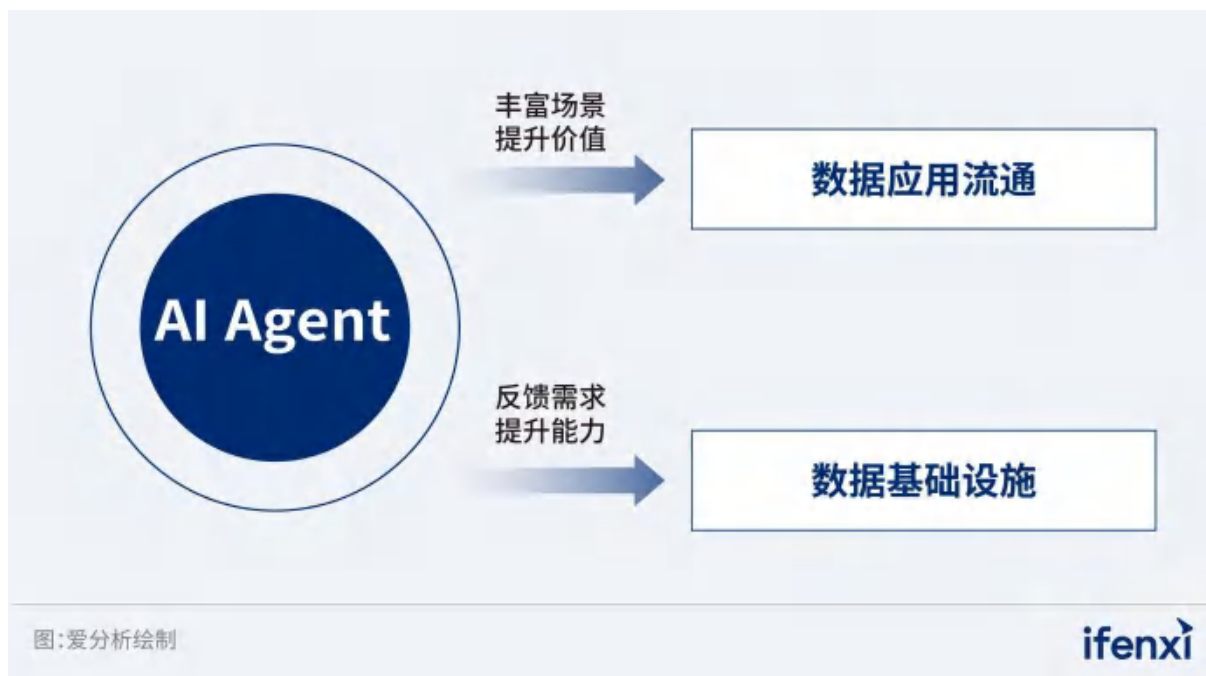 丰富场景
提升价值
数据应用流通
AI Agent
反馈需求
提升能力
数据基础设施
图:爱分析绘制
ifenxi